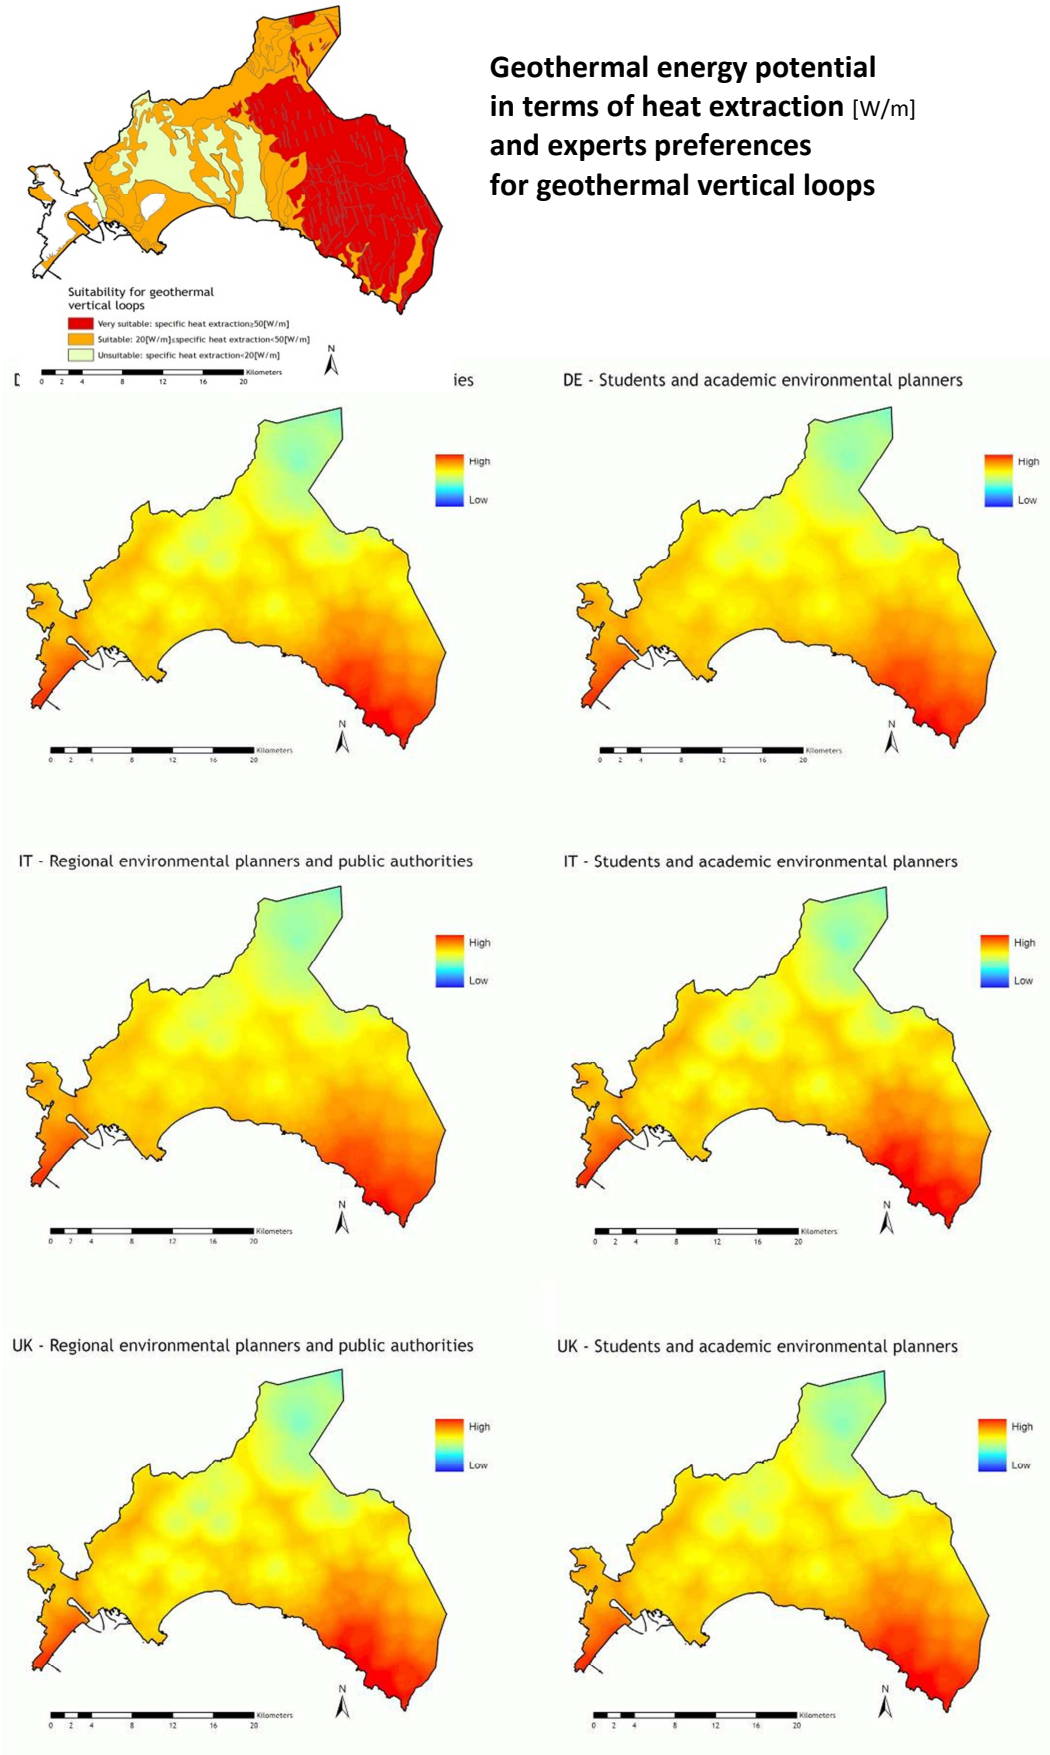 Geothermal energy potential
in terms of heat extraction [W/m]
and experts preferences
for geothermal vertical loops
Suitability for geothermal
vertical loops
Very suitable: specific heat extraction≥50[W/m]
Suitable: 20[W/m]≤specific heat extraction<50[W/m]
Unsuitable: specific heat extraction<20[W/m]
N
Kilometers
0 2 4 8 12 16 20
ies
DE - Students and academic environmental planners
High
Low
High
Low
N
Kilometers
0 2 4 8 12 16 20
N
Kilometers
0 2 4 8 12 16 20
IT - Regional environmental planners and public authorities
IT - Students and academic environmental planners
High
Low
High
Low
N
Kilometers
0 2 4 8 12 16 20
N
Kilometers
0 2 4 8 12 16 20
UK - Regional environmental planners and public authorities
UK - Students and academic environmental planners
High
Low
High
Low
N
Kilometers
0 2 4 8 12 16 20
N
Kilometers
0 2 4 8 12 16 20